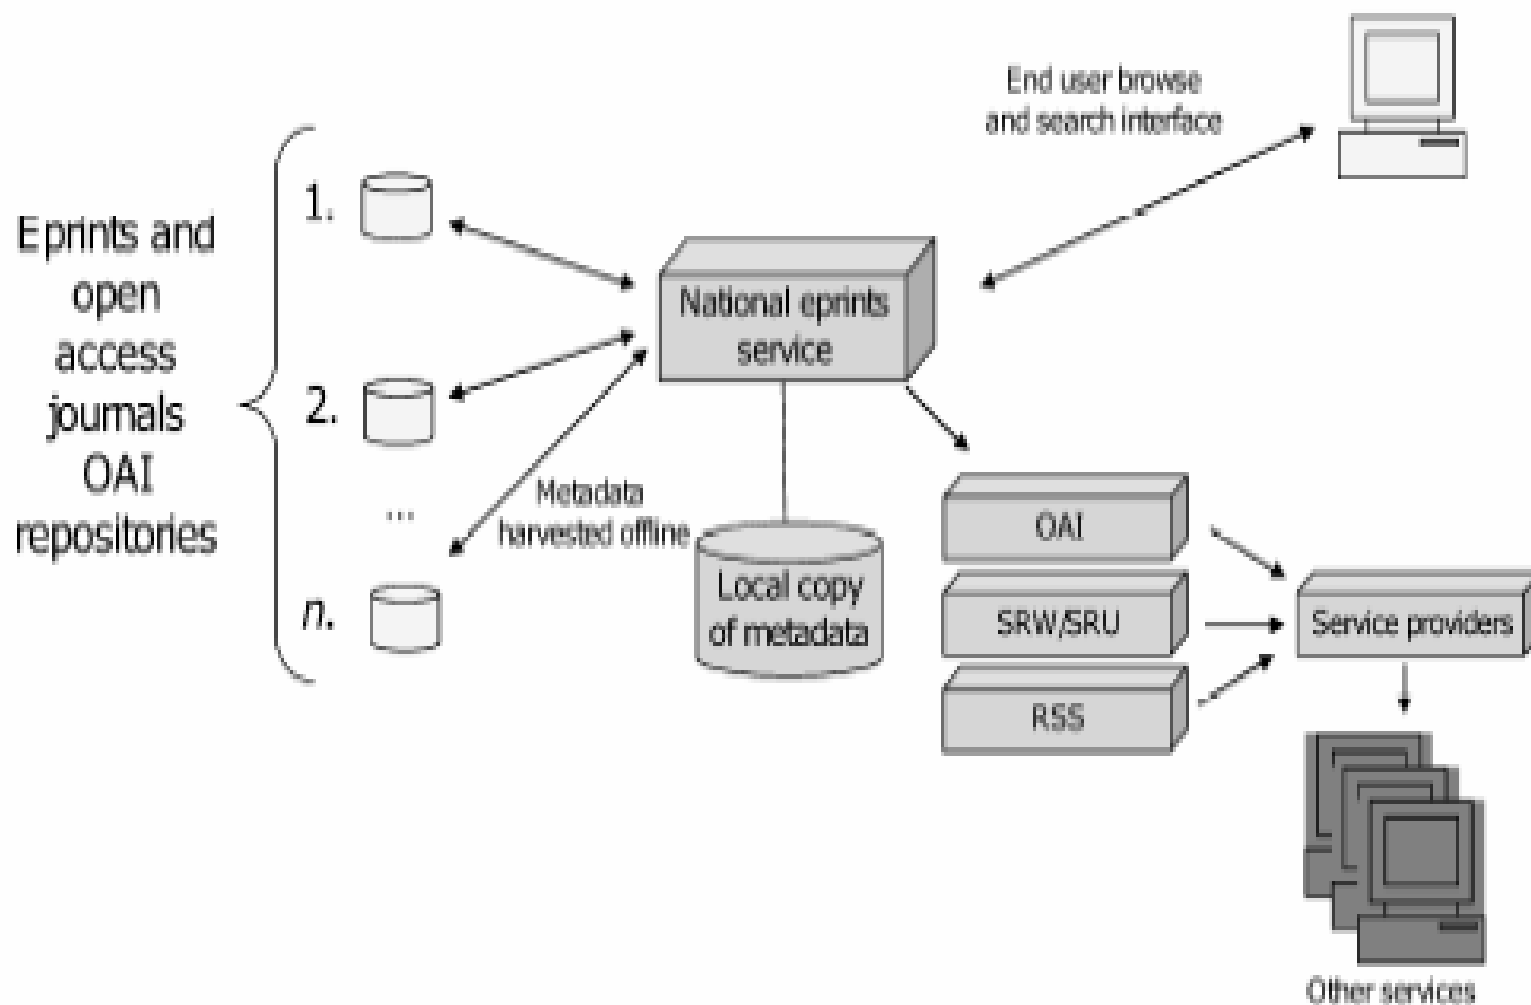 Eprints and
open
access
journals
OAI
repositories
1.
2.
...
n.
Metadata
harvested offline
National eprints
service
Local copy
of metadata
End user browse
and search interface
OAI
SRW/SRU
RSS
Service providers
Other services